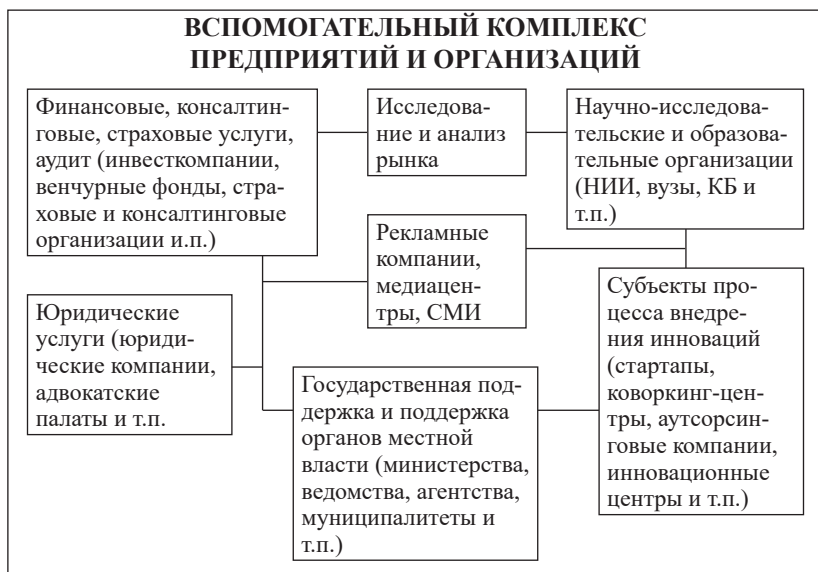 ВСПОМОГАТЕЛЬНЫЙ КОМПЛЕКС
ПРЕДПРИЯТИЙ И ОРГАНИЗАЦИЙ
Финансовые, консалтин-
говые, страховые услуги,
аудит (инвесткомпании,
венчурные фонды, стра-
ховые и консалтинговые
организации и.п.)
Исследова-
ние и анализ
рынка
Научно-исследова-
тельские и образова-
тельные организации
(НИИ, вузы, КБ и
т.п.)
Рекламные
компании,
медиацен-
тры, СМИ
Юридические
услуги (юриди-
ческие компании,
адвокатские
палаты и т.п.
Государственная под-
держка и поддержка
органов местной
власти (министерства,
ведомства, агентства,
муниципалитеты и
т.п.)
Субъекты про-
цесса внедре-
ния инноваций
(стартапы,
коворкинг-цен-
тры, аутсорсин-
говые компании,
инновационные
центры и т.п.)